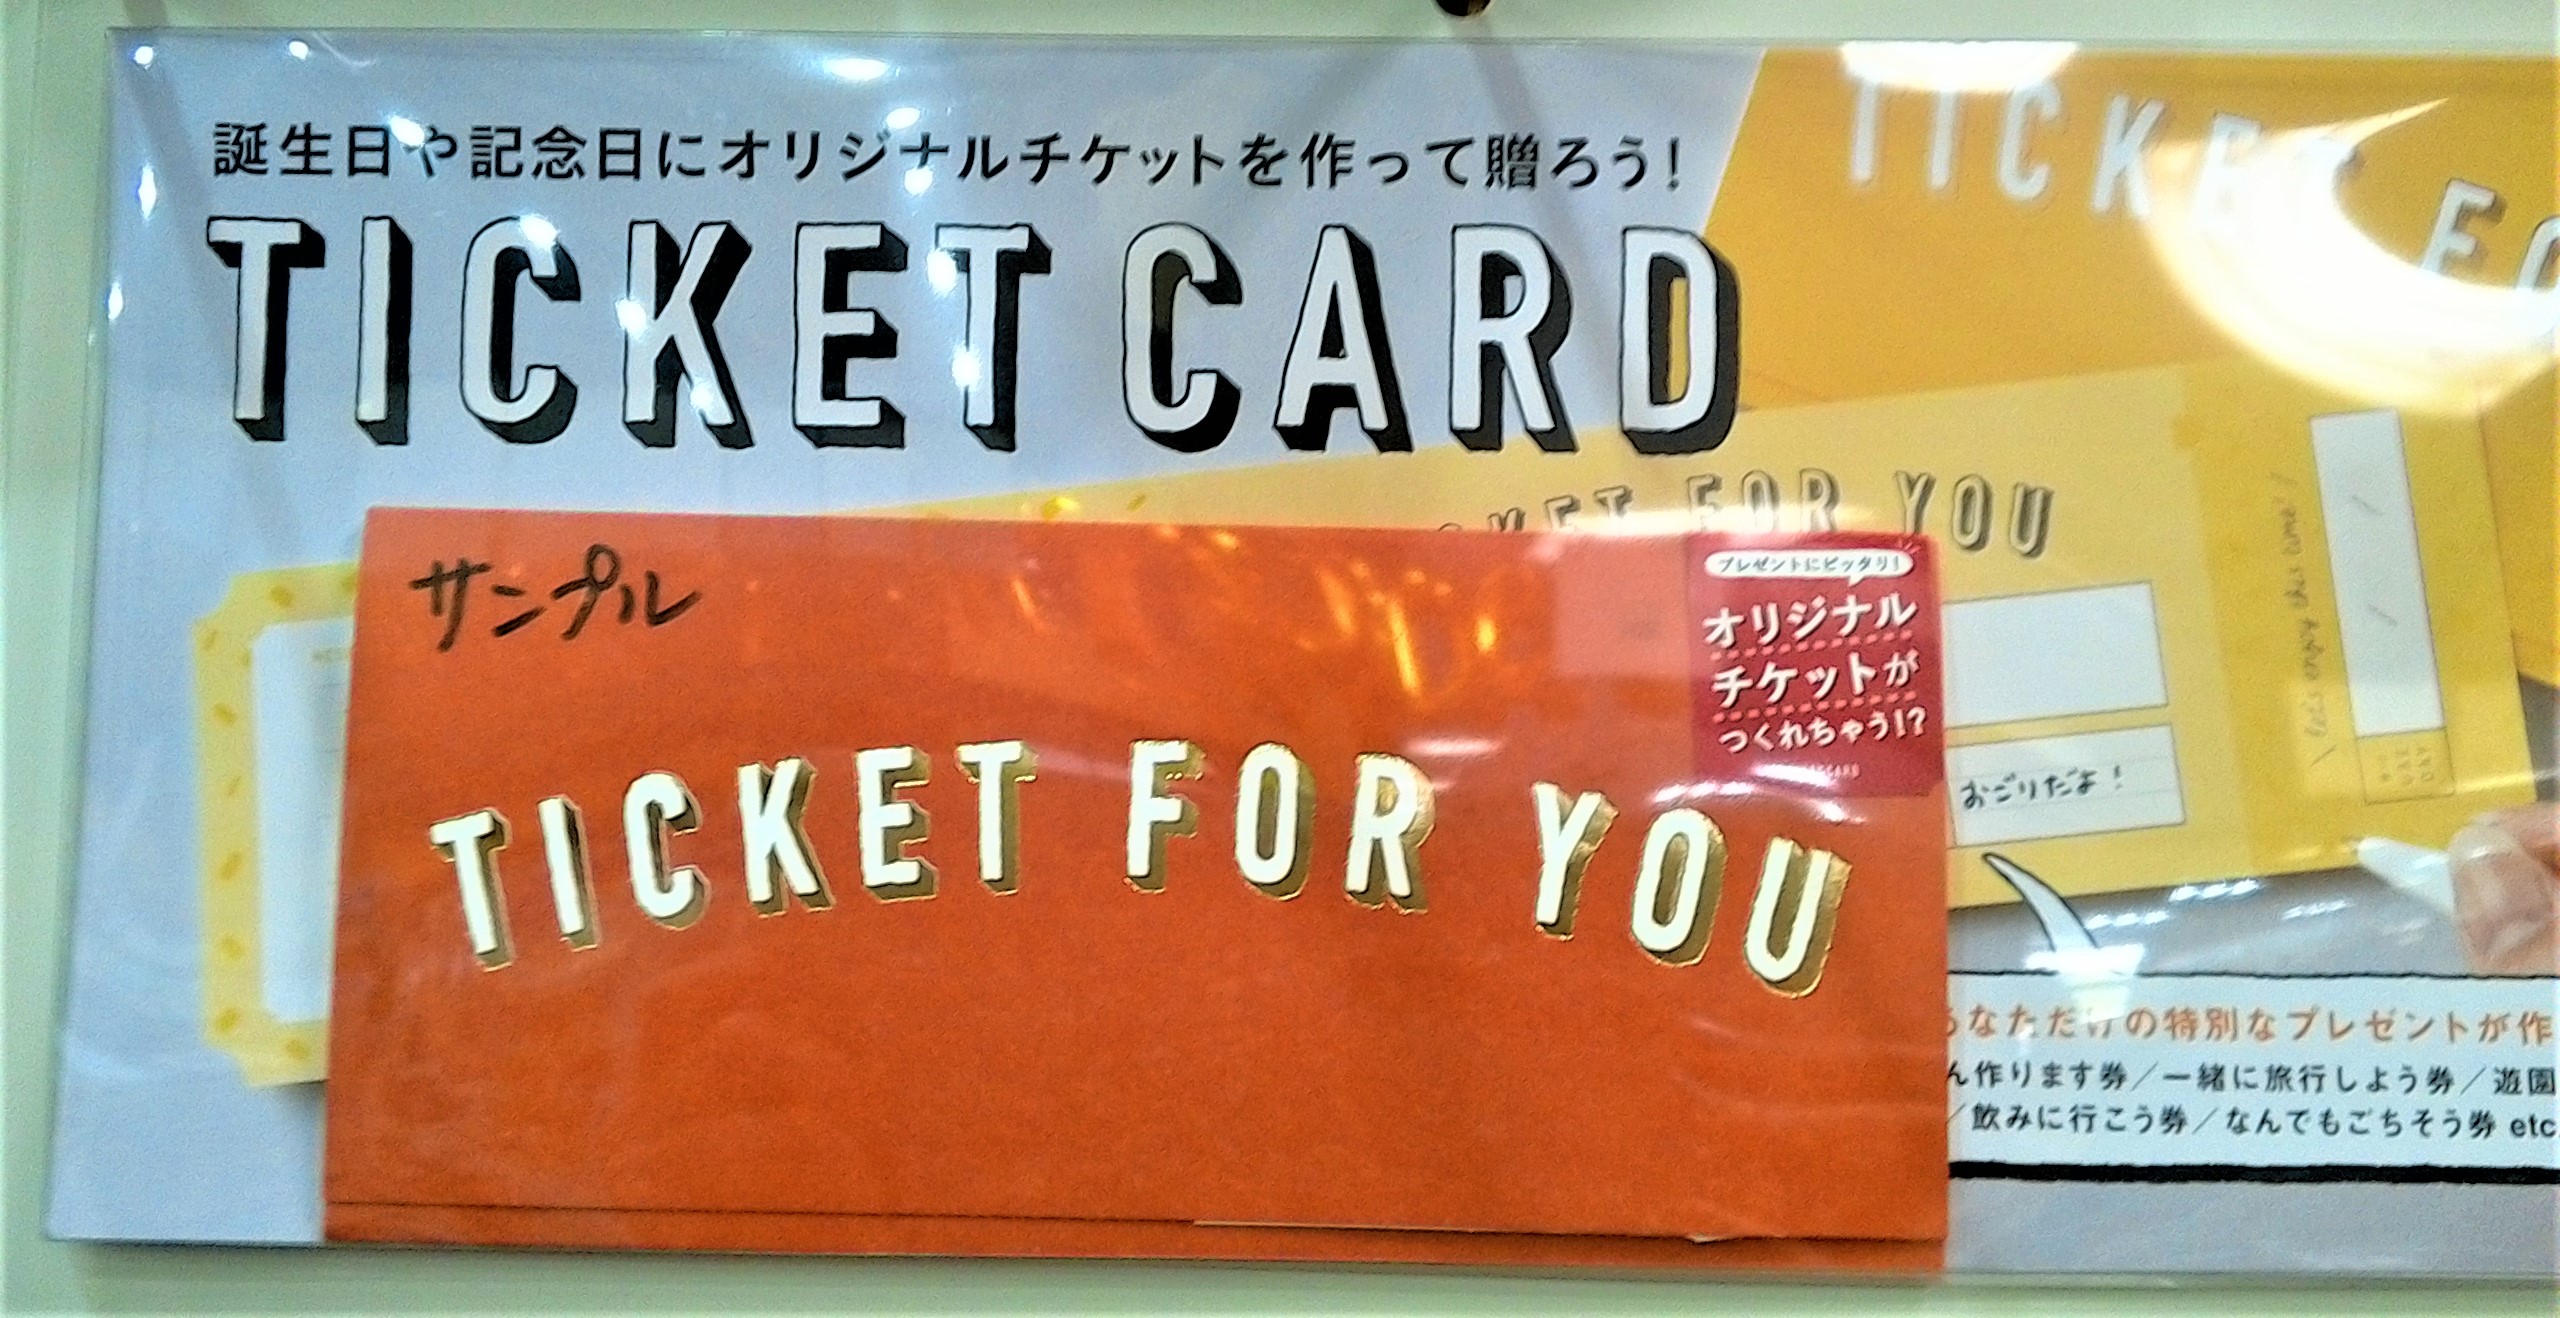 誕生日や記念日にオリジナルチケットを作って贈ろう!
TICKET CARD
TICKET
FOR YOU
サンプル
プレゼントにピッタリ!
オリジナル
チケットが
つくれちゃう!?
TICKET FOR YOU
let's enjoy this time!
おごりだよ!
なただけの特別なプレゼントが作
ん作ります券/一緒に旅行しよう券/遊園
/飲みに行こう券/なんでもごちそう券 etc